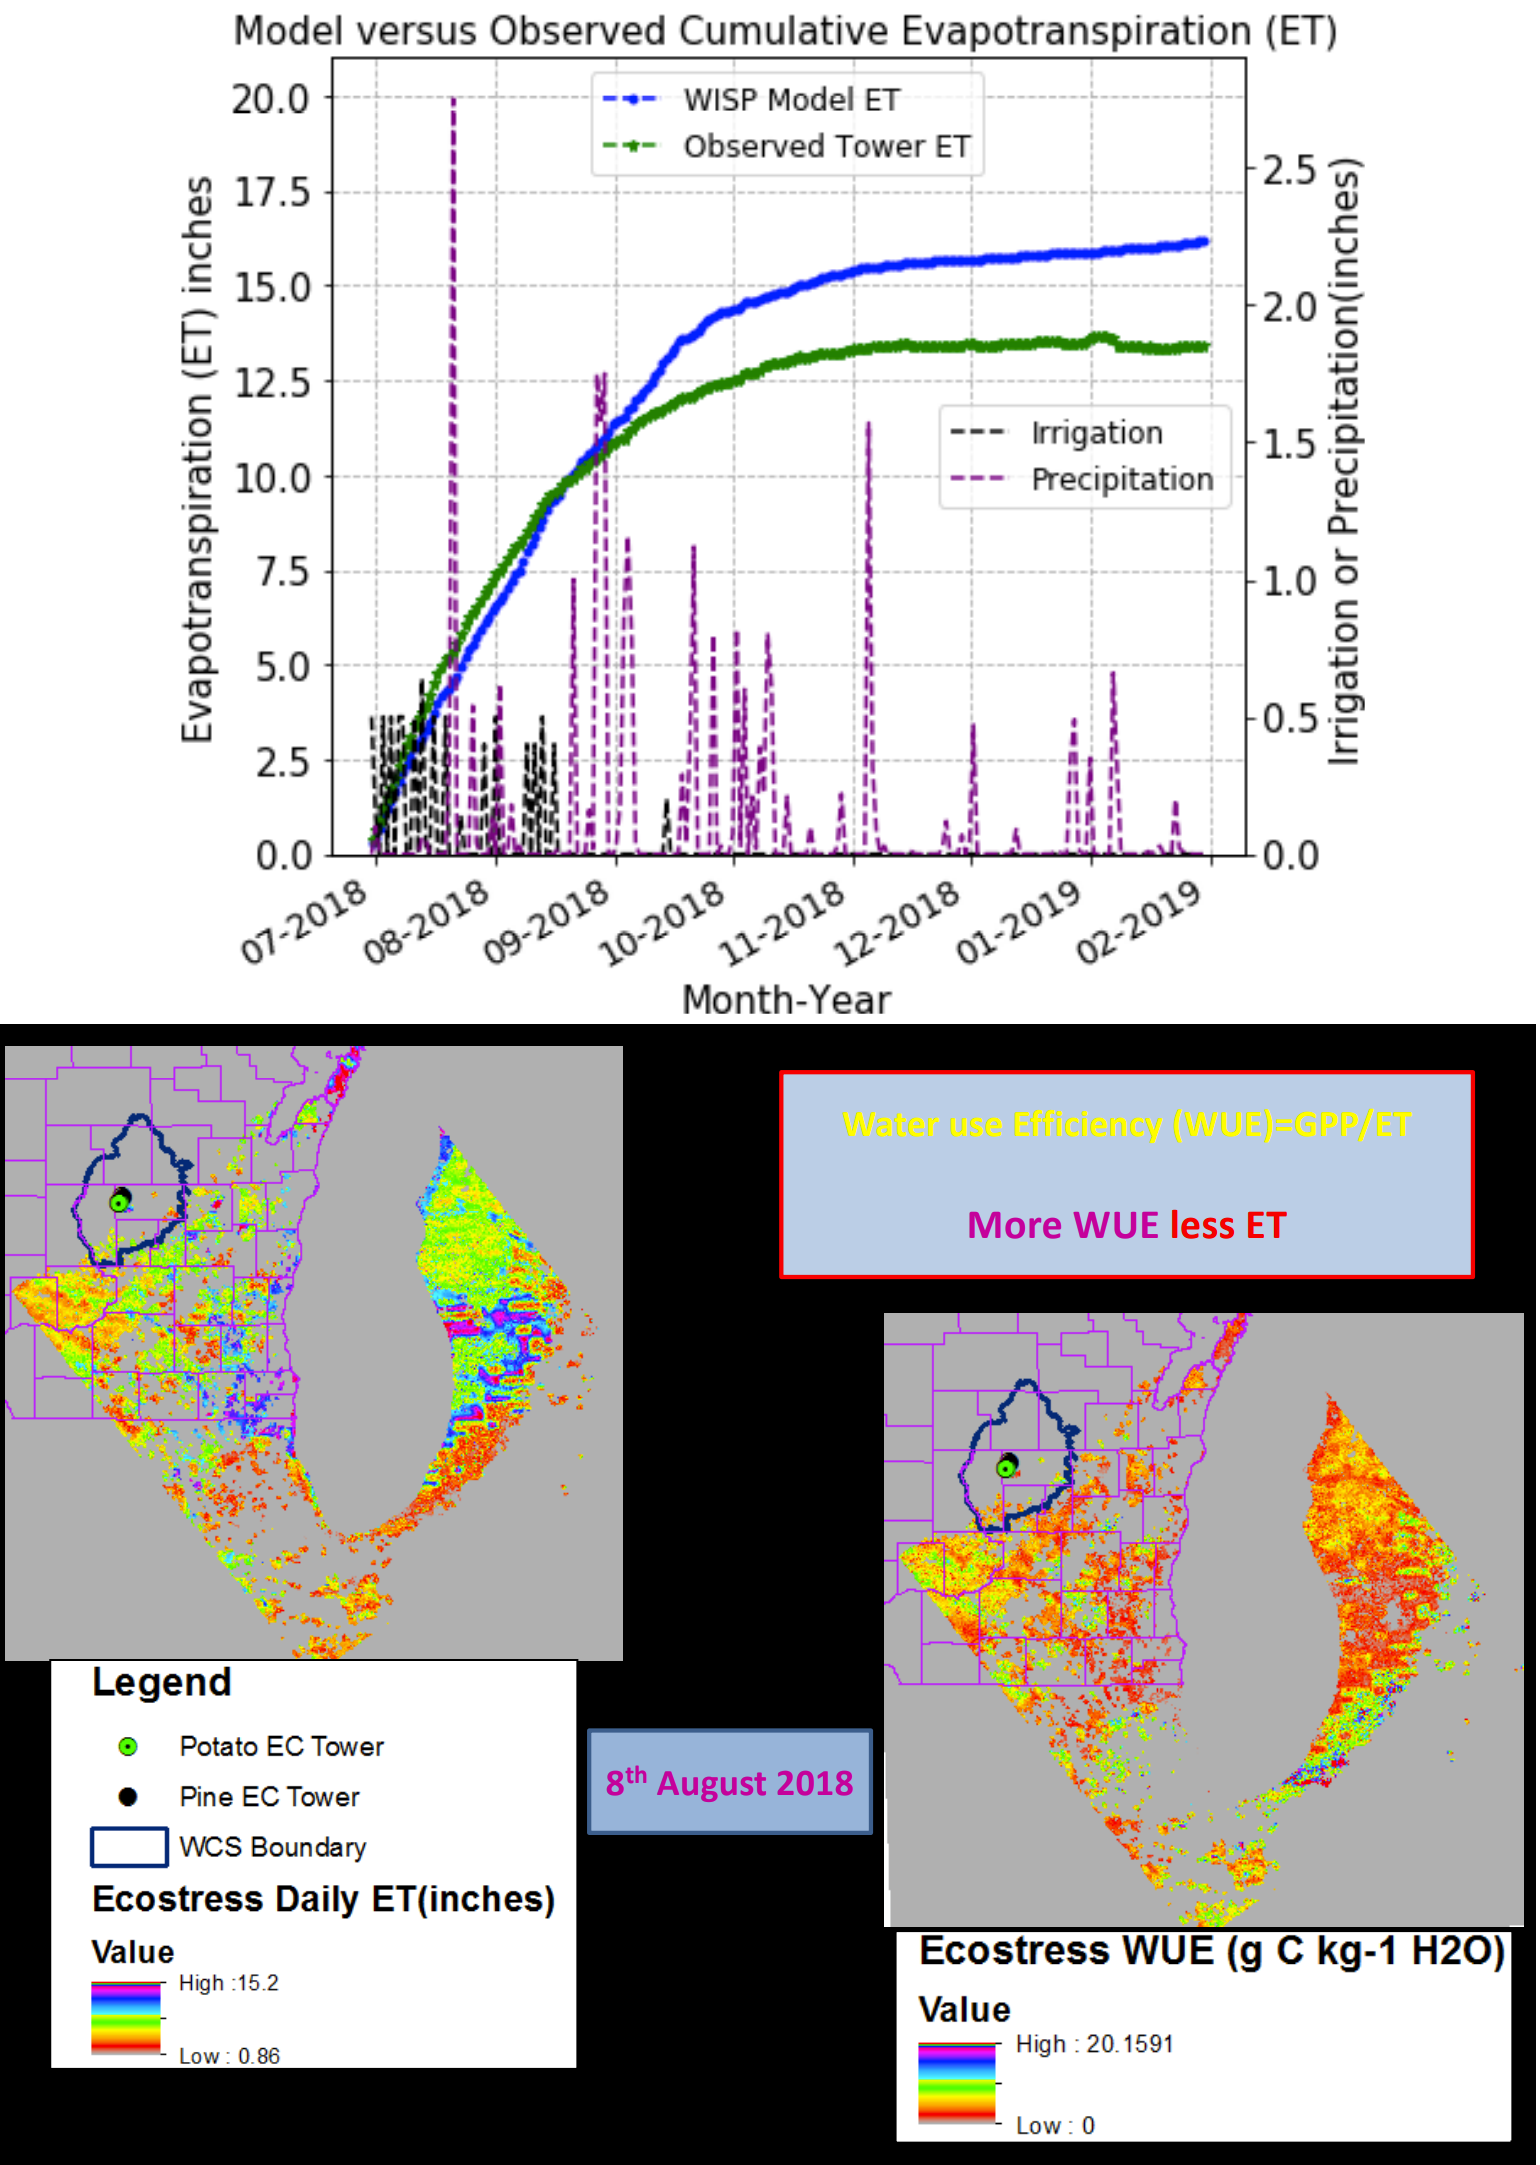 Model versus Observed Cumulative Evapotranspiration (ET)
WISP Model ET
Observed Tower ET
20.0
17.5
15.0
12.5
10.0
7.5
5.0
2.5
0.0
Evapotranspiration (ET) inches
2.5
2.0
1.5
1.0
0.5
0.0
Irrigation or Precipitation(inches)
Irrigation
Precipitation
07-2018
08-2018
09-2018
10-2018
11-2018
12-2018
01-2019
02-2019
Month-Year
Water use Efficiency (WUE)=GPP/ET
More WUE less ET
Legend
Potato EC Tower
Pine EC Tower
WCS Boundary
Ecostress Daily ET(inches)
Value
High :15.2
Low : 0.86
8th August 2018
Ecostress WUE (g C kg-1 H2O)
Value
High : 20.1591
Low : 0